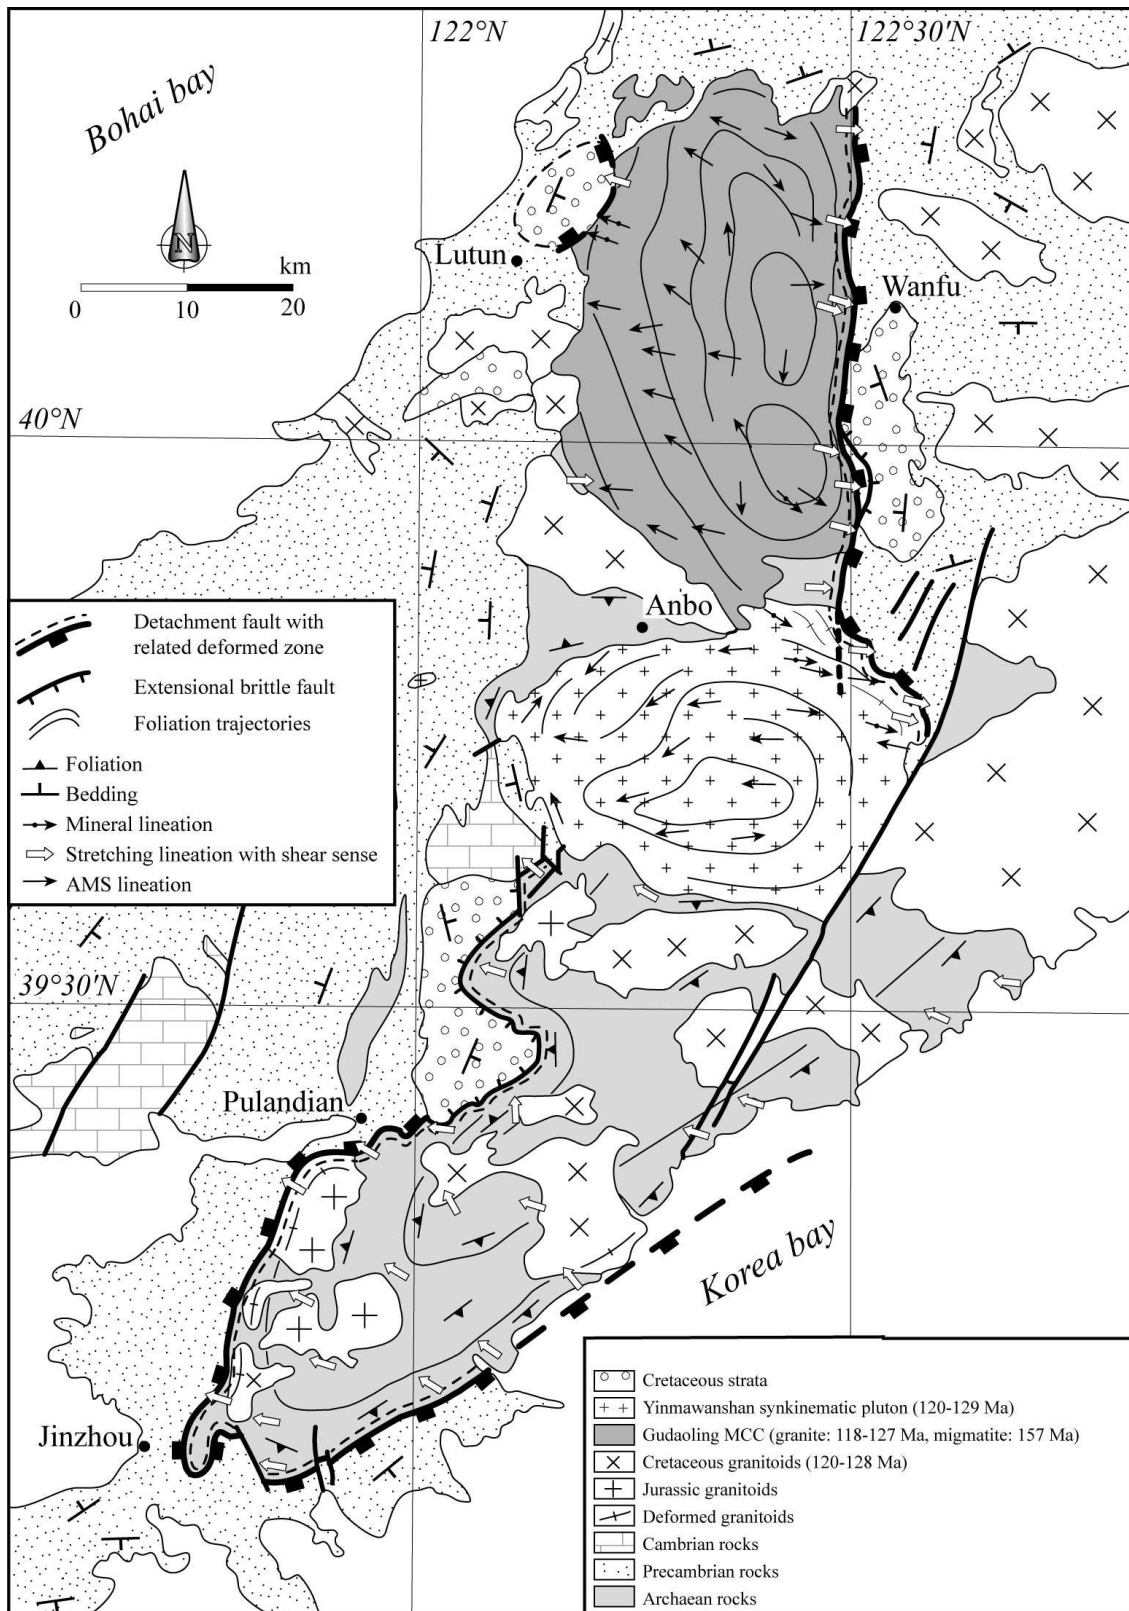 122°N
122°30'N
Bohai bay
N
km
0
10
20
Lutun
Wanfu
40°N
Anbo
Detachment fault with
related deformed zone
Extensional brittle fault
Foliation trajectories
Foliation
Bedding
Mineral lineation
Stretching lineation with shear sense
AMS lineation
39°30'N
Pulandian
Korea bay
Jinzhou
Cretaceous strata
Yinmawanshan synkinematic pluton (120-129 Ma)
Gudaoling MCC (granite: 118-127 Ma, migmatite: 157 Ma)
Cretaceous granitoids (120-128 Ma)
Jurassic granitoids
Deformed granitoids
Cambrian rocks
Precambrian rocks
Archaean rocks